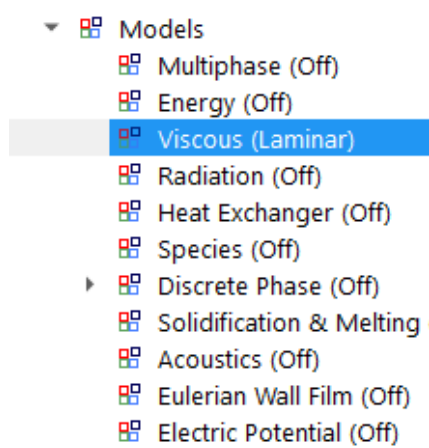 Models
Multiphase (Off)
Energy (Off)
Viscous (Laminar)
Radiation (Off)
Heat Exchanger (Off)
Species (Off)
Discrete Phase (Off)
Solidification & Melting
Acoustics (Off)
Eulerian Wall Film (Off)
Electric Potential (Off)